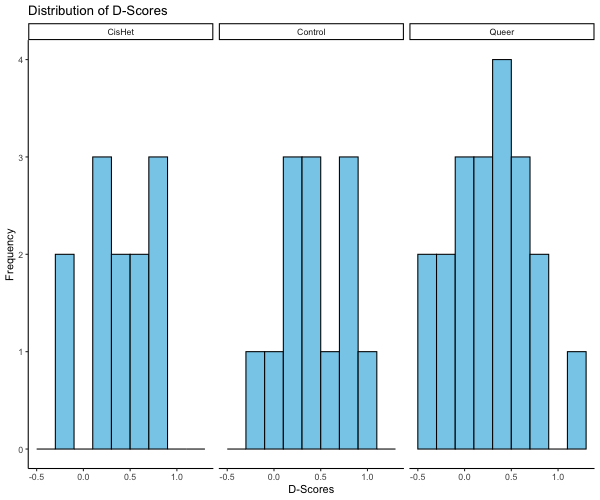 Distribution of D-Scores
CisHet Control Queer
4
3
2
1
0
Frequency
-0.5 0.0 0.5 1.0 -0.5 0.0 0.5 1.0 -0.5 0.0 0.5 1.0
D-Scores